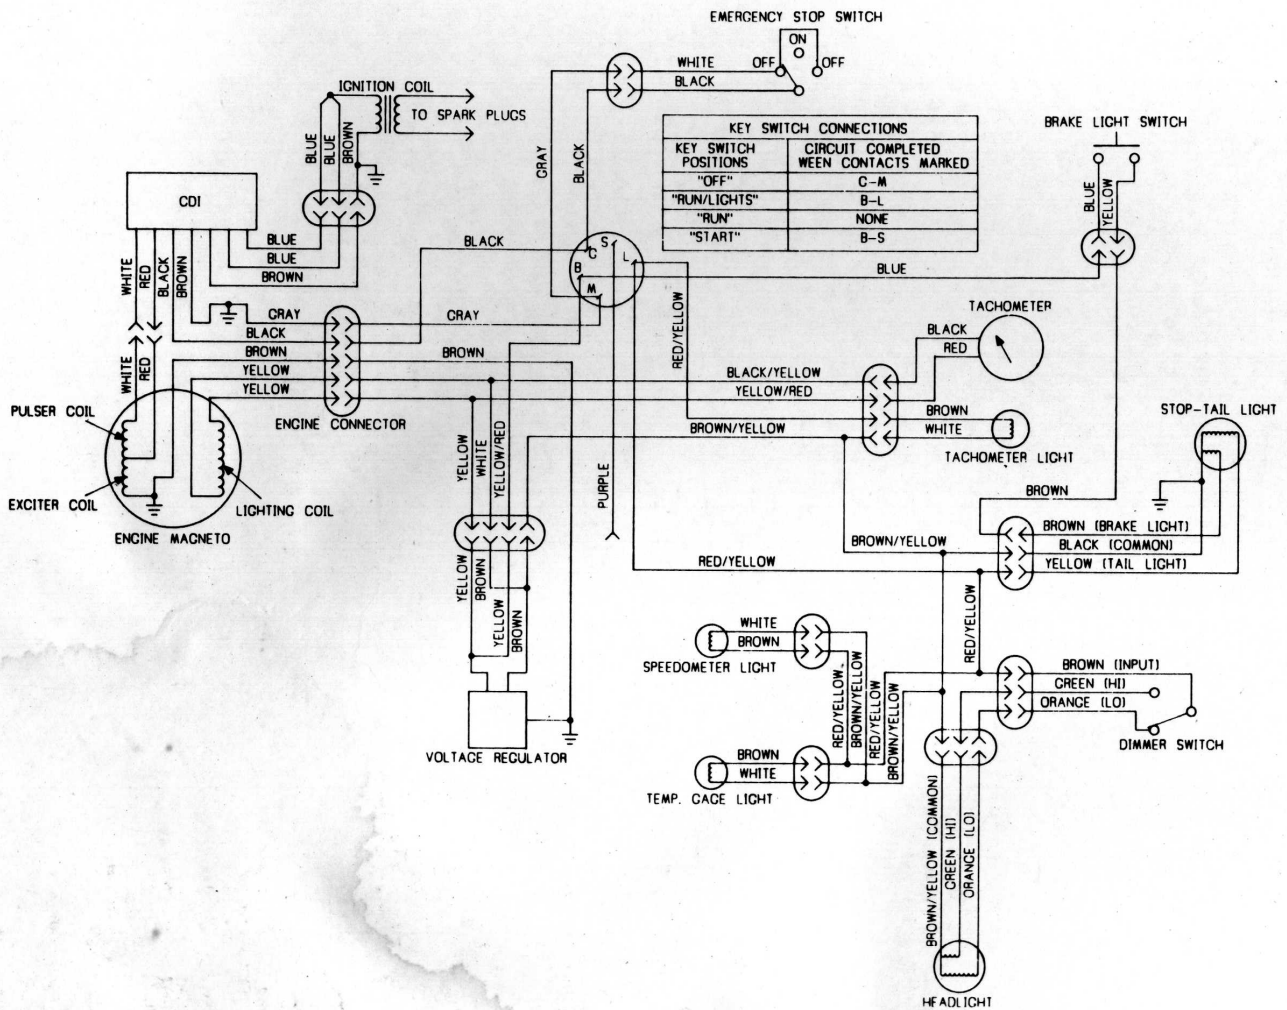 EMERGENCY STOP SWITCH
ON
WHITE
OFF
OFF
BLACK
IGNITION COIL
TO SPARK PLUGS
BLUE
BLUE
BROWN
GRAY
BLACK
KEY SWITCH CONNECTIONS
KEY SWITCH POSITIONS
CIRCUIT COMPLETED WEEN CONTACTS MARKED
"OFF"
C-M
"RUN/LIGHTS"
B-L
"RUN"
NONE
"START"
B-S
BRAKE LIGHT SWITCH
BLUE
YELLOW
CDI
BLUE
BLUE
BROWN
BLACK
S
C
L
B
M
BLUE
WHITE
RED
BLACK
BROWN
GRAY
BLACK
BROWN
YELLOW
YELLOW
GRAY
BROWN
RED/YELLOW
TACHOMETER
BLACK
RED
WHITE
RED
BLACK/YELLOW
YELLOW/RED
BROWN/YELLOW
BROWN
WHITE
PULSER COIL
ENGINE CONNECTOR
STOP-TAIL LIGHT
TACHOMETER LIGHT
EXCITER COIL
LIGHTING COIL
ENGINE MAGNETO
YELLOW
WHITE
YELLOW/RED
PURPLE
BROWN
BROWN (BRAKE LIGHT)
BLACK (COMMON)
YELLOW (TAIL LIGHT)
BROWN/YELLOW
RED/YELLOW
YELLOW
BROWN
YELLOW
BROWN
RED/YELLOW
WHITE
BROWN
SPEEDOMETER LIGHT
RED/YELLOW
BROWN/YELLOW
RED/YELLOW
BROWN/YELLOW
BROWN (INPUT)
GREEN (HI)
ORANGE (LO)
DIMMER SWITCH
VOLTAGE REGULATOR
BROWN
WHITE
TEMP. GAGE LIGHT
BROWN/YELLOW (COMMON)
GREEN (HI)
ORANGE (LO)
HEADLIGHT